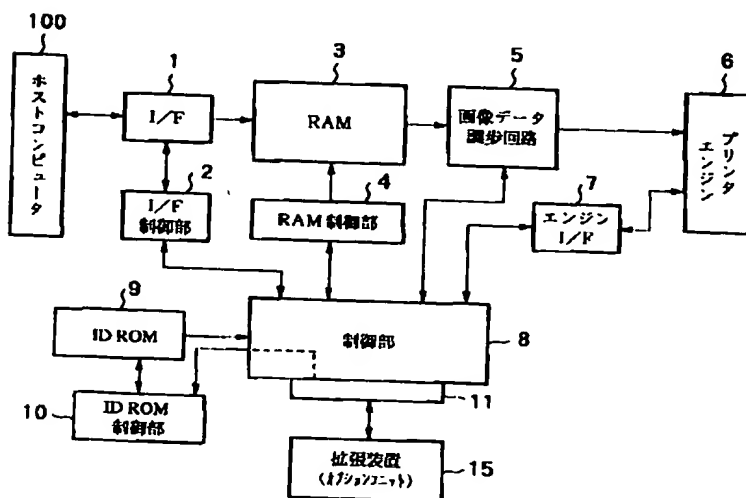 100
ホストコンピュータ
1
I/F
2
I/F
制御部
3
RAM
4
RAM 制御部
5
画像データ
調歩回路
6
プリンタ
エンジン
7
エンジン
I/F
8
制御部
9
ID ROM
10
ID ROM
制御部
11
拡張装置
(オプションユニット)
15